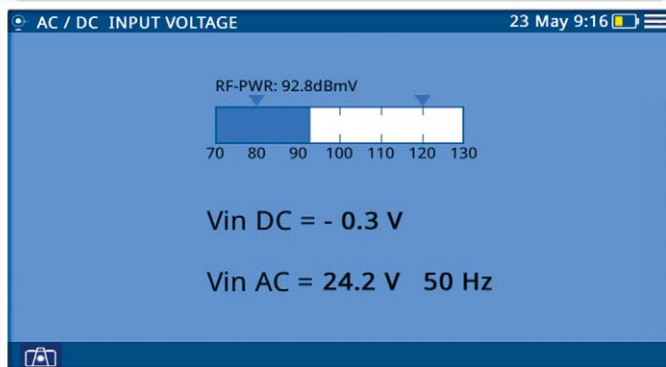 AC / DC INPUT VOLTAGE 23 May 9:16
RF-PWR: 92.8dBmV
70 80 90 100 110 120 130
Vin DC = - 0.3 V
Vin AC = 24.2 V 50 Hz